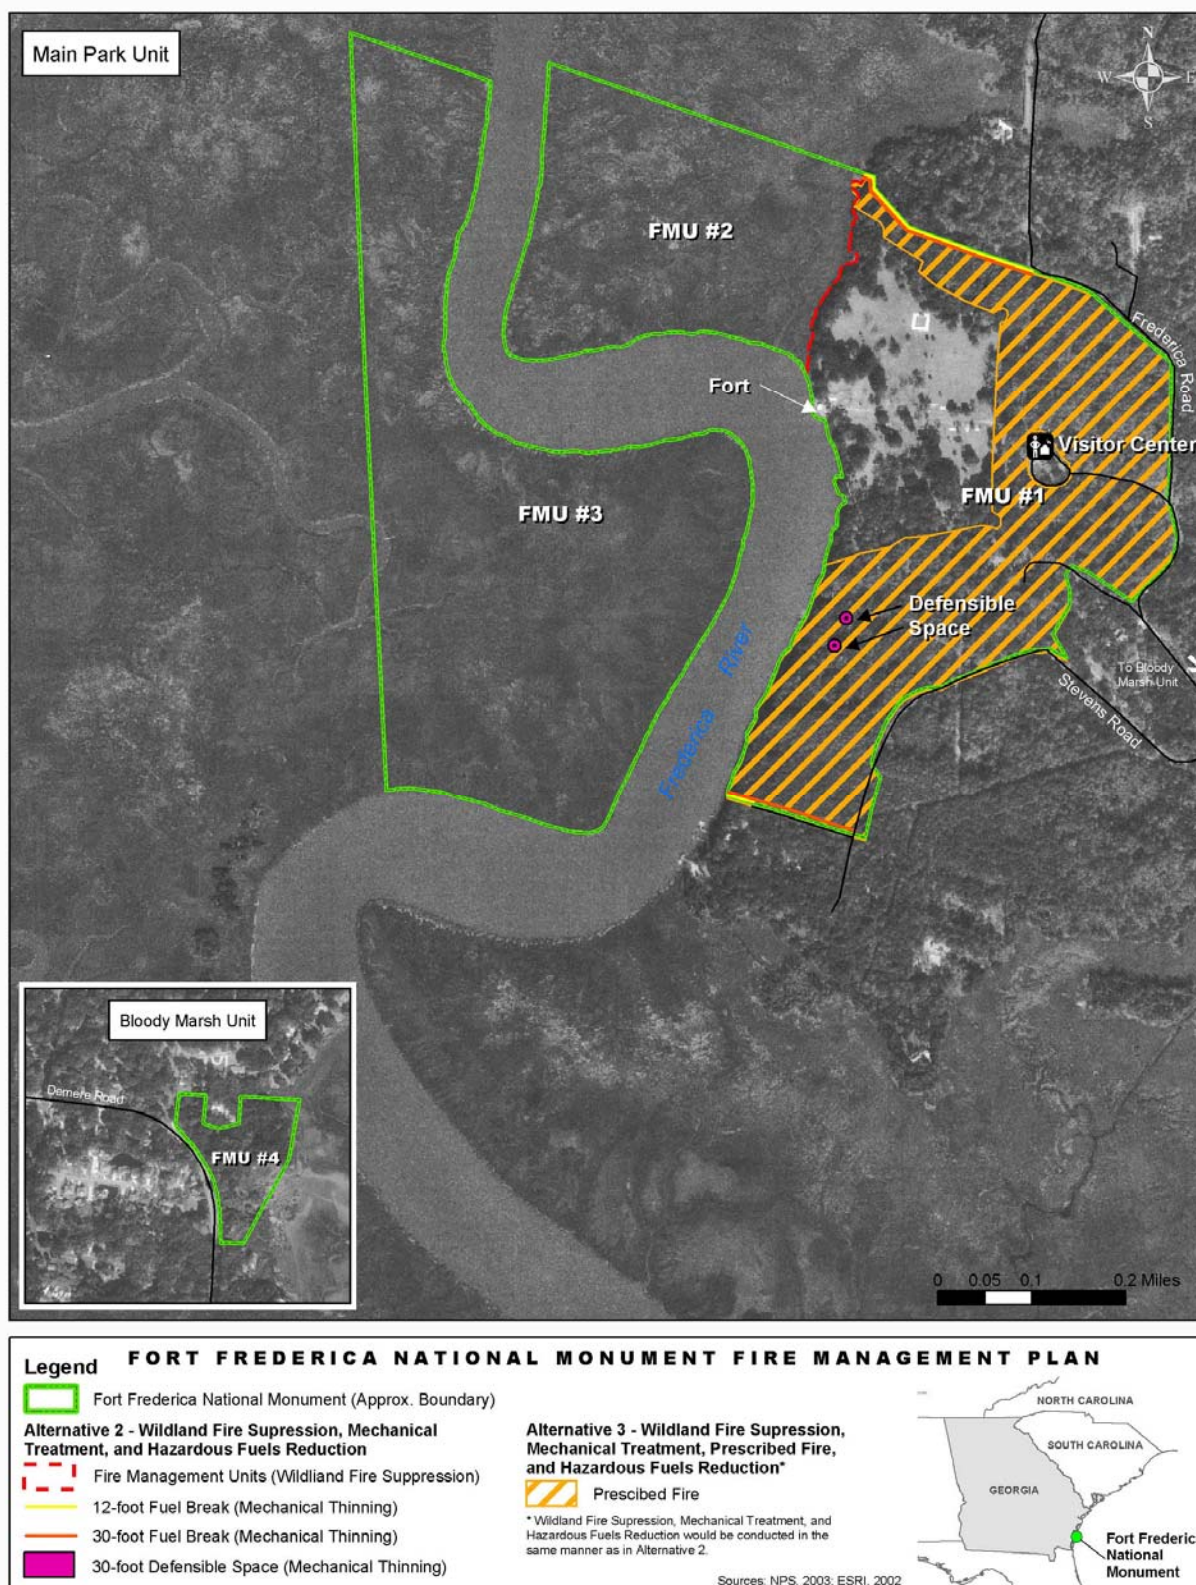 Main Park Unit
N
W
E
S
FMU #2
Frederica Road
Fort
Visitor Center
FMU #1
FMU #3
Defensible
Space
Frederica River
To Bloody
Marsh Unit
Stevens Road
Bloody Marsh Unit
Demere Road
FMU #4
0 0.05 0.1 0.2 Miles
FORT FREDERICA NATIONAL MONUMENT FIRE MANAGEMENT PLAN
Legend
Fort Frederica National Monument (Approx. Boundary)
Alternative 2 - Wildland Fire Supression, Mechanical
Treatment, and Hazardous Fuels Reduction
Fire Management Units (Wildliand Fire Suppression)
12-foot Fuel Break (Mechanical Thinning)
30-foot Fuel Break (Mechanical Thinning)
30-foot Defensible Space (Mechanical Thinning)
Alternative 3 - Wildland Fire Supression,
Mechanical Treatment, Prescribed Fire,
and Hazardous Fuels Reduction*
Prescibed Fire
* Wildland Fire Supression, Mechanical Treatment, and
Hazardous Fuels Reduction would be conducted in the
same manner as in Alternative 2.
Sources: NPS, 2003; ESRI, 2002
NORTH CAROLINA
SOUTH CAROLINA
GEORGIA
Fort Frederic
National
Monument